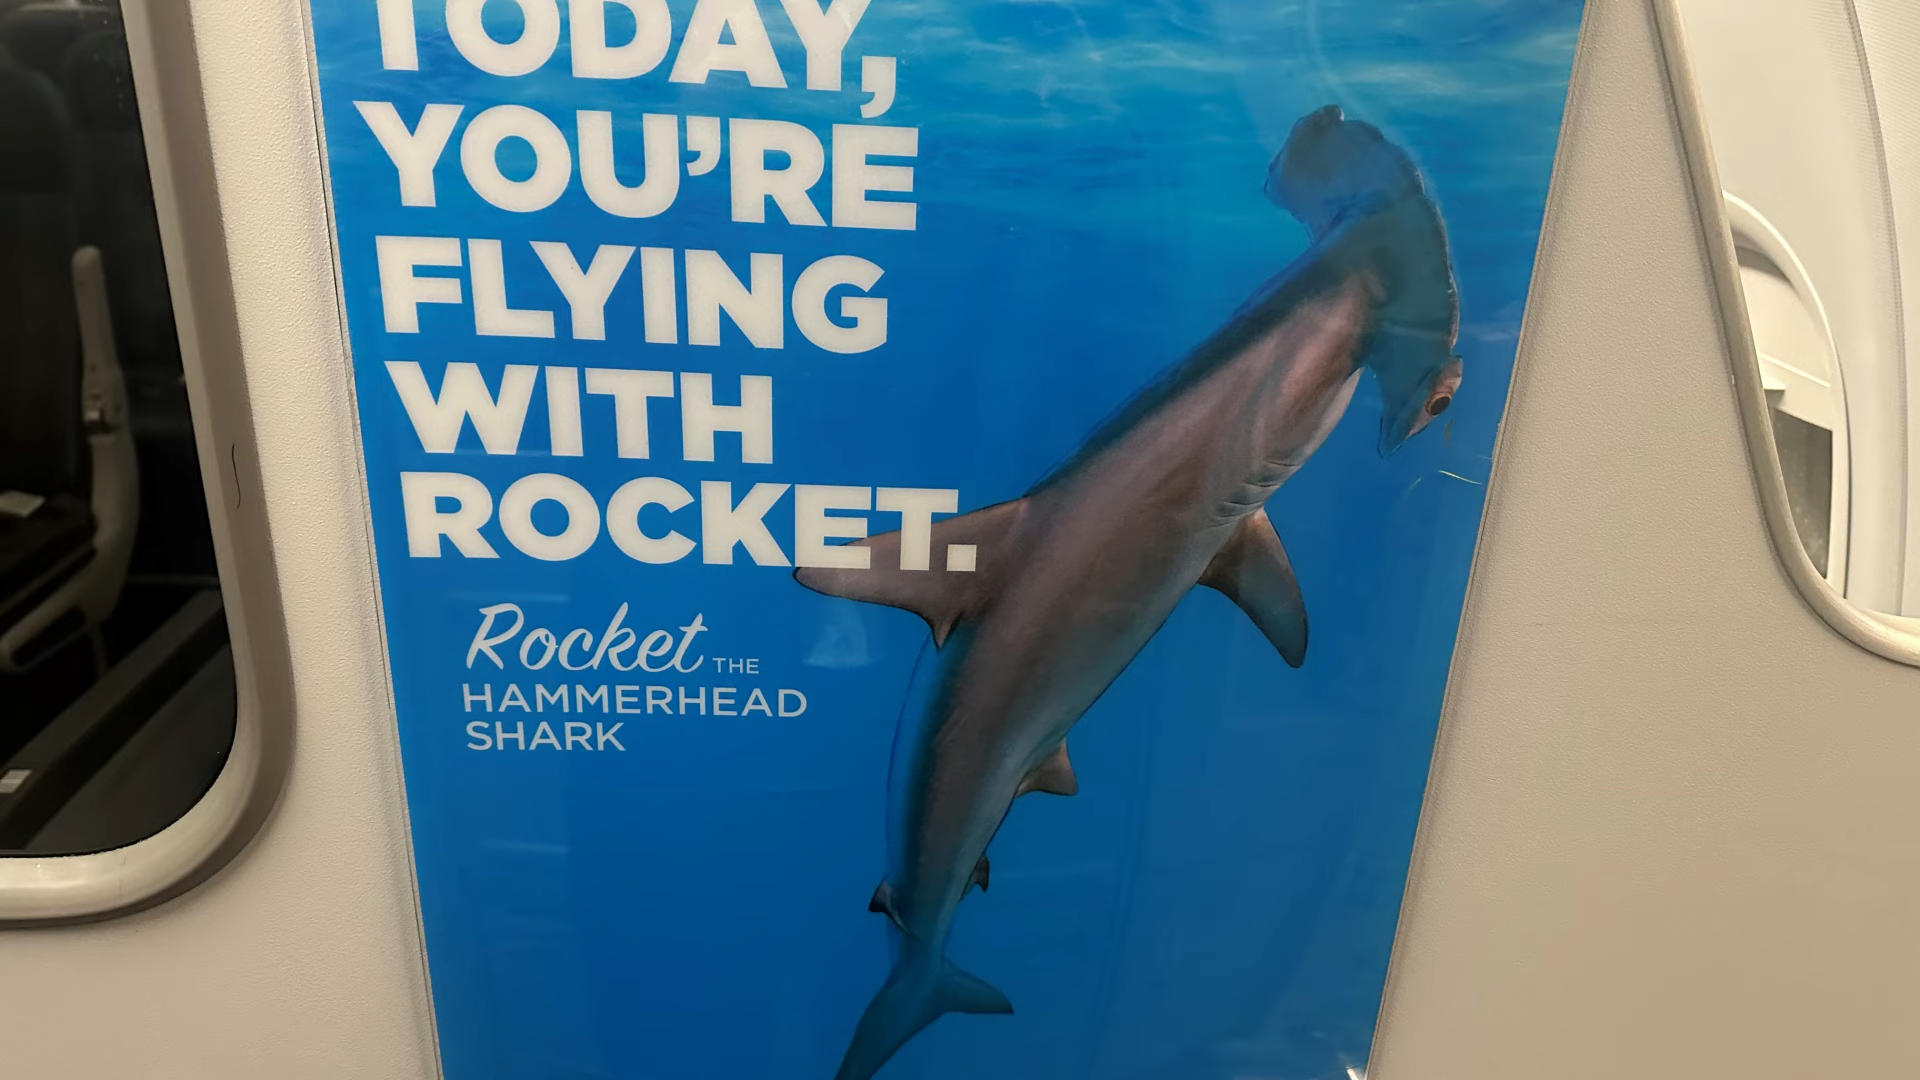 TODAY,
YOU'RE
FLYING
WITH
ROCKET.
Rocket THE
HAMMERHEAD
SHARK